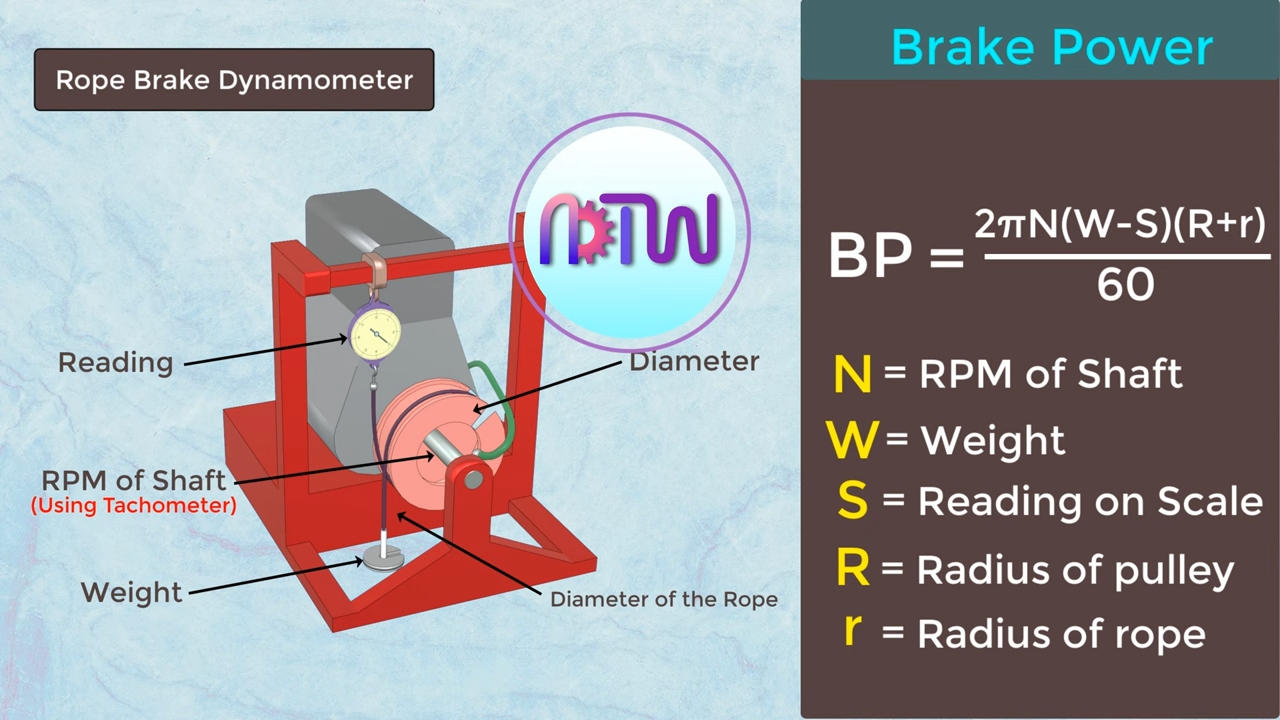 Rope Brake Dynamometer
Reading
Diameter
RPM of Shaft
(Using Tachometer)
Weight
Diameter of the Rope
Brake Power
BP = 2πN(W-S)(R+r)
60
N = RPM of Shaft
W = Weight
S = Reading on Scale
R = Radius of pulley
r = Radius of rope